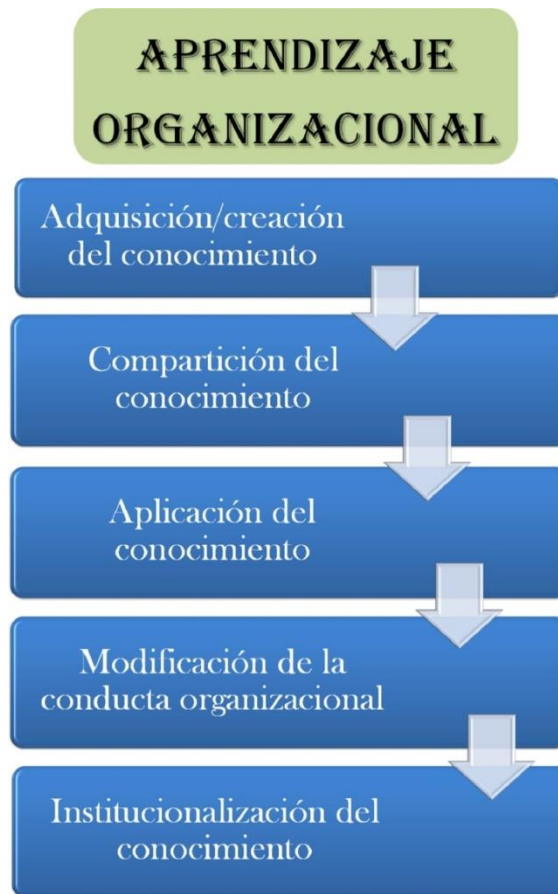 APRENDIZAJE
ORGANIZACIONAL
Adquisición/creación
del conocimiento
Compartición del
conocimiento
Aplicación del
conocimiento
Modificación de la
conducta organizacional
Institucionalización del
conocimiento